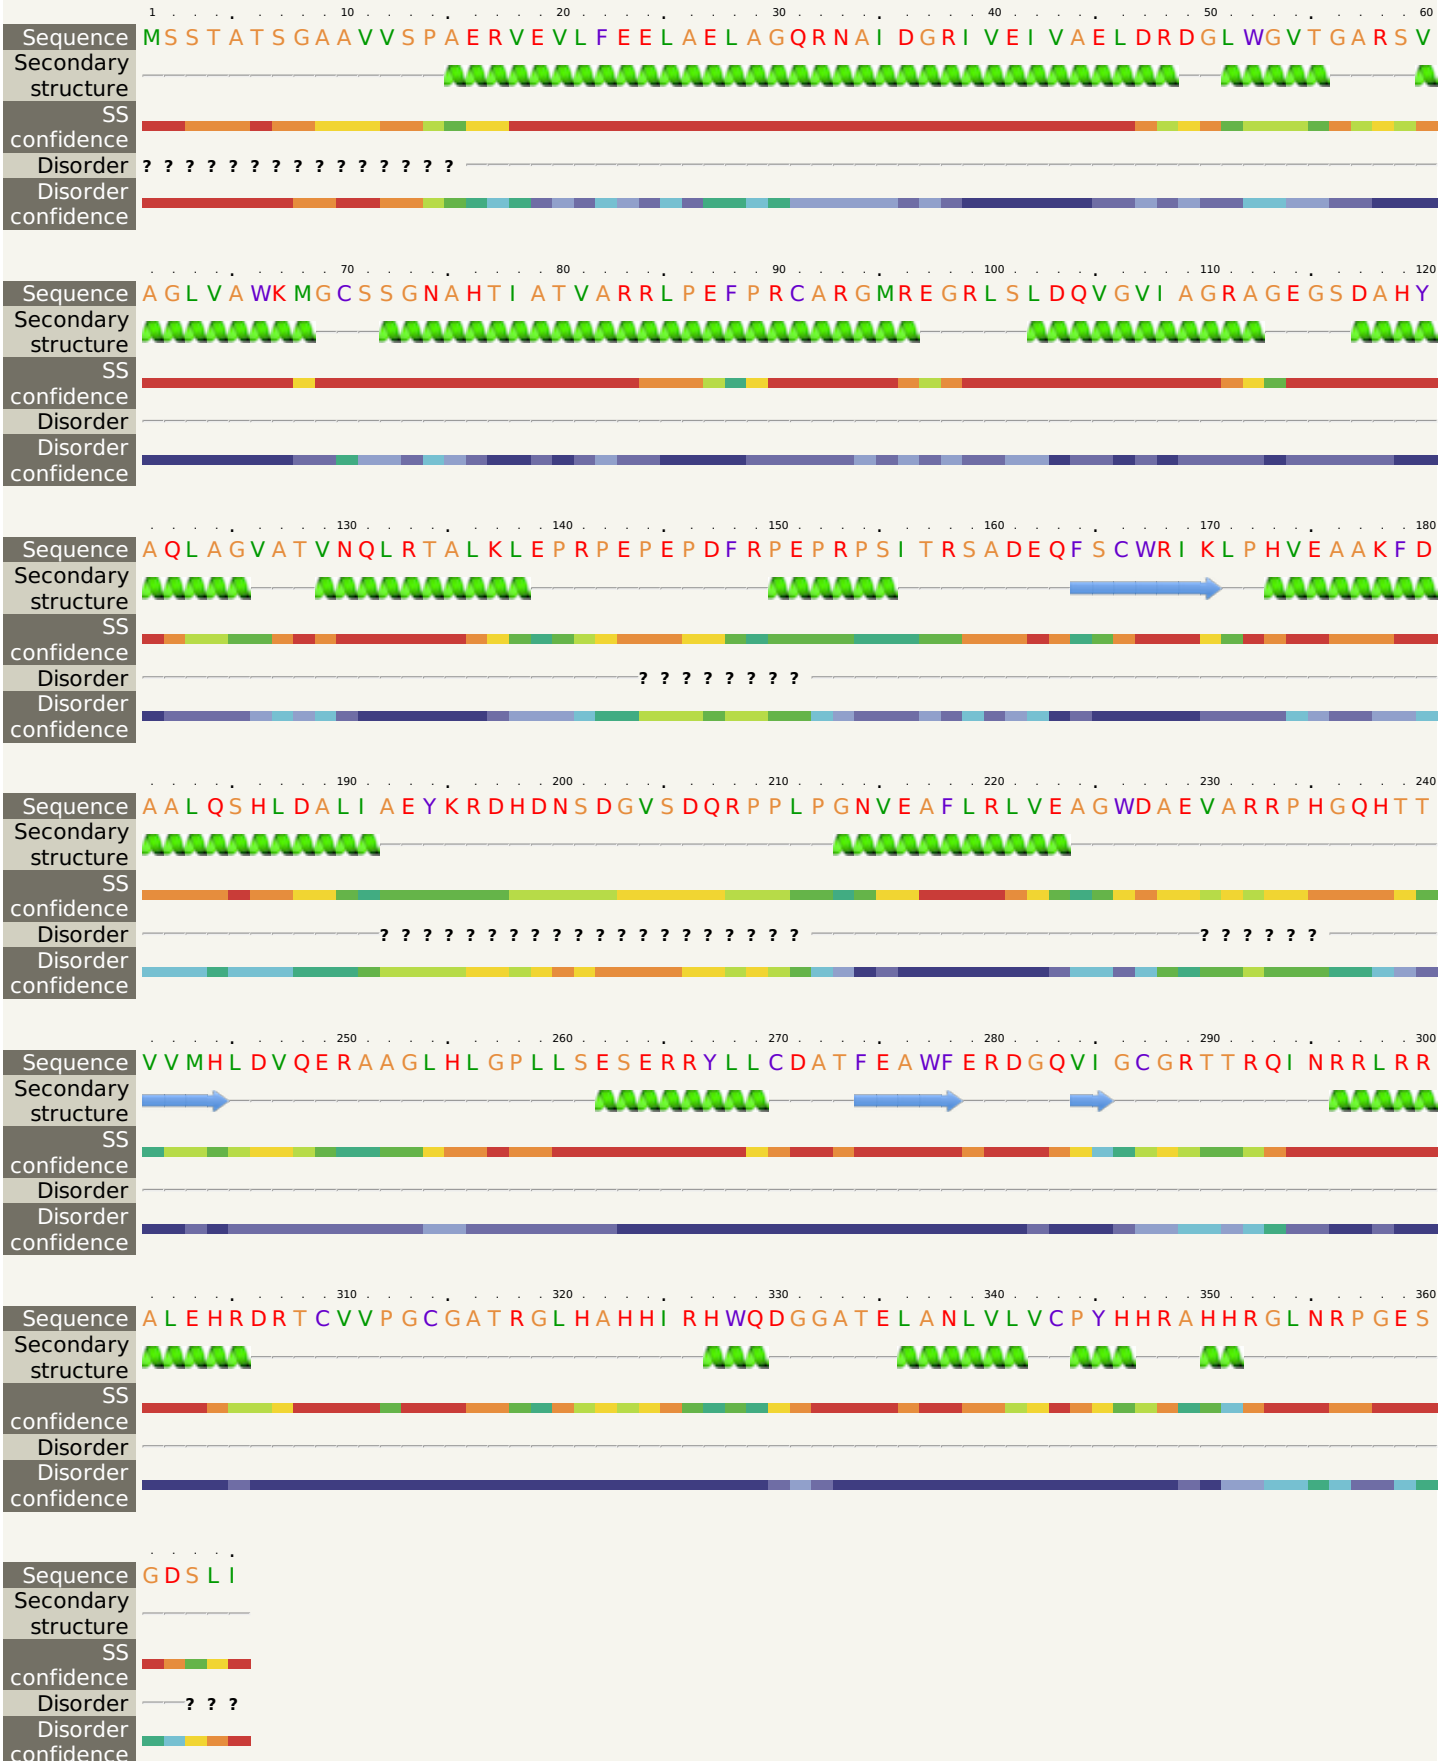 1 10 20 30 40 50 60
Sequence MSSTATSGAAVVSPAERVEVLFEELAELAGQRNAIDGRIVEIVAELDRDGLWGVTGARSV
Secondary
structure
SS
confidence
Disorder ? ? ? ? ? ? ? ? ? ? ? ? ? ? ?
Disorder
confidence
70 80 90 100 110 120
Sequence AGLVAWKMGCSSGNAHTIATVARRLPEFPRCARGMREGRLSLDQVGVIAGRAGEGSDAHY
Secondary
structure
SS
confidence
Disorder
Disorder
confidence
130 140 150 160 170 180
Sequence AQLAGVATVNQLRTALKLEPRPEPEPDFRPEPRPSITRSADEQFSCWRIKLPHVEAAKFD
Secondary
structure
SS
confidence
Disorder ? ? ? ? ? ? ? ?
Disorder
confidence
190 200 210 220 230 240
Sequence AALQSHLDALIAEYKRDHDNSDGVSDQRPPLPGNVEAFLRLVEAGWDAEVARRPHGQHTT
Secondary
structure
SS
confidence
Disorder ? ? ? ? ? ? ? ? ? ? ? ? ? ? ? ? ? ? ? ? ? ? ? ? ? ?
Disorder
confidence
250 260 270 280 290 300
Sequence VVMHLDVQERAAGLHLGPLLSESERRYLLCDATFEAWFERDGQVIGCGRTTRQINRRLRR
Secondary
structure
SS
confidence
Disorder
Disorder
confidence
310 320 330 340 350 360
Sequence ALEHRDRTCVVPGCGATRGLHAHHIRHWQDGGATELANLVLVCPYHHRAHHRGLNRPGES
Secondary
structure
SS
confidence
Disorder
Disorder
confidence
Sequence GDSLI
Secondary
structure
SS
confidence
Disorder ? ? ?
Disorder
confidence